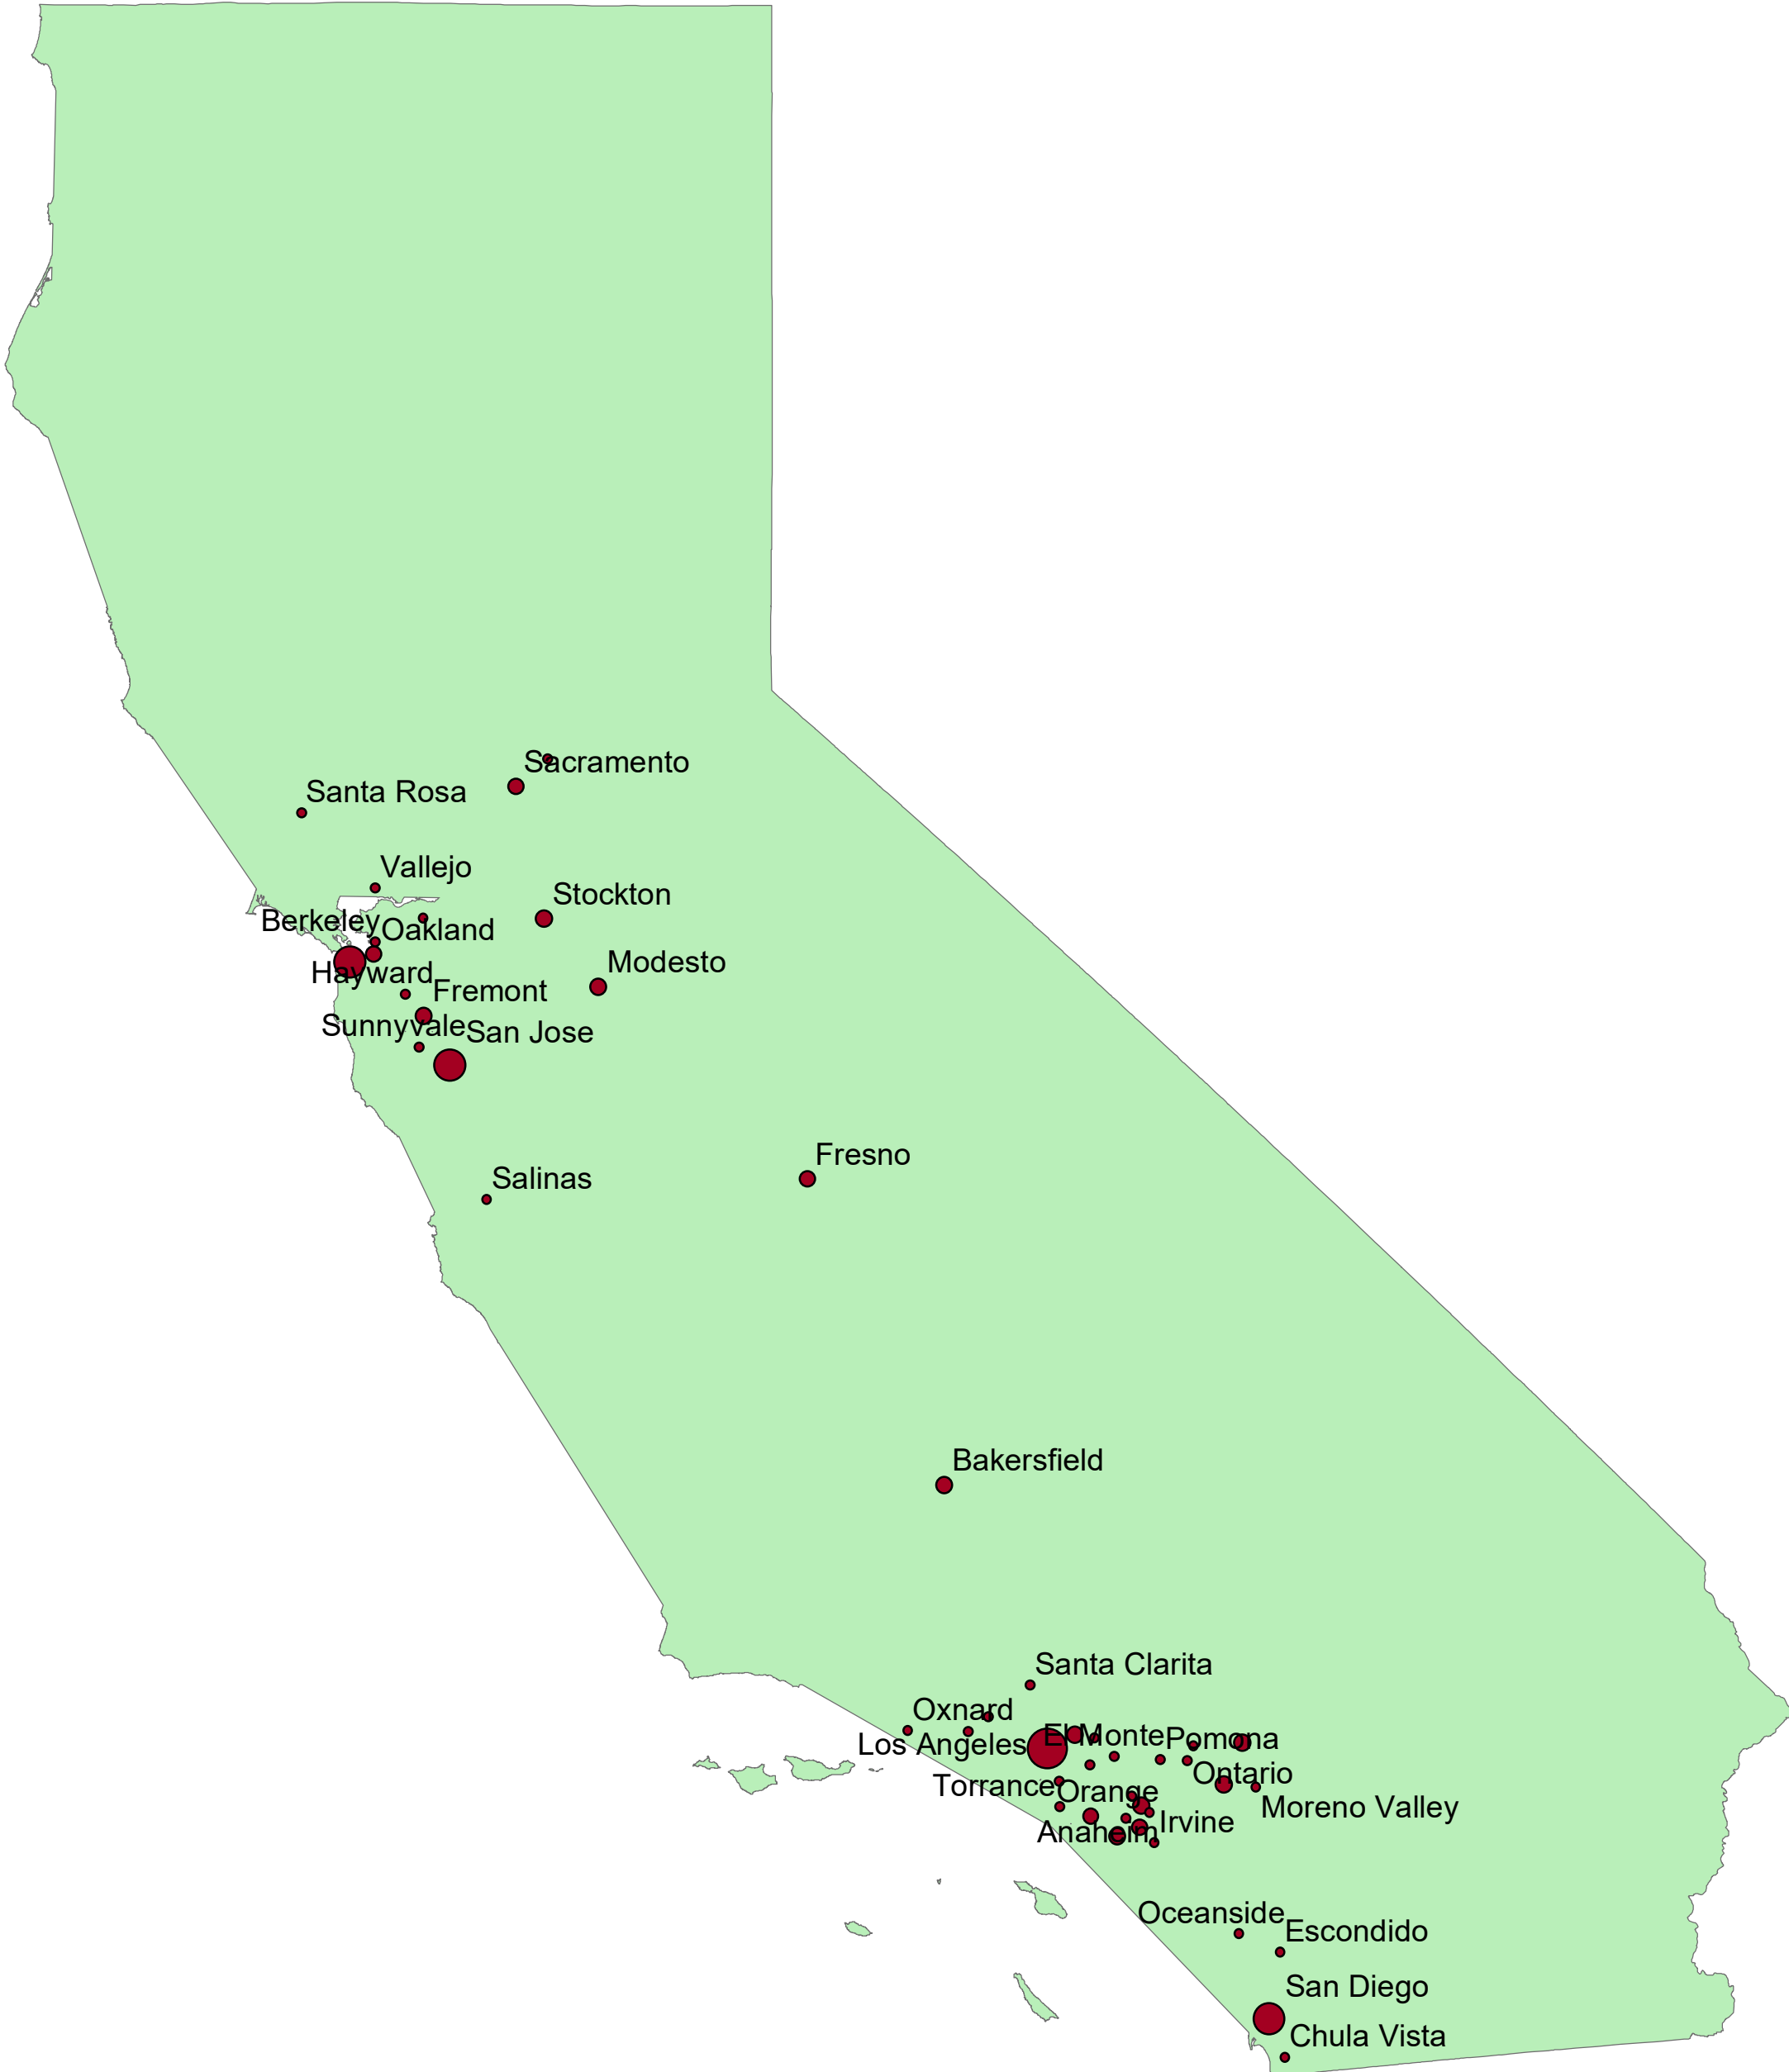 Sacramento
Santa Rosa
Vallejo
Stockton
Berkeley
Oakland
Modesto
Hayward
Fremont
Sunnyvale
San Jose
Fresno
Salinas
Bakersfield
Santa Clarita
Oxnard
El Monte
Pomona
Los Angeles
Ontario
Torrance
Orange
Moreno Valley
Irvine
Anaheim
Oceanside
Escondido
San Diego
Chula Vista